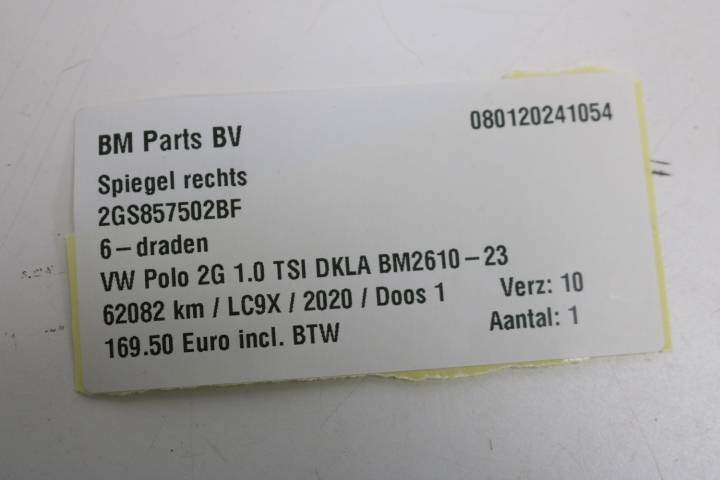 BM Parts BV 080120241054
Spiegel rechts
2GS857502BF
6-draden
VW Polo 2G 1.0 TSI DKLA BM2610-23
62082 km / LC9X / 2020 / Doos 1 Verz: 10
169.50 Euro incl. BTW Aantal: 1